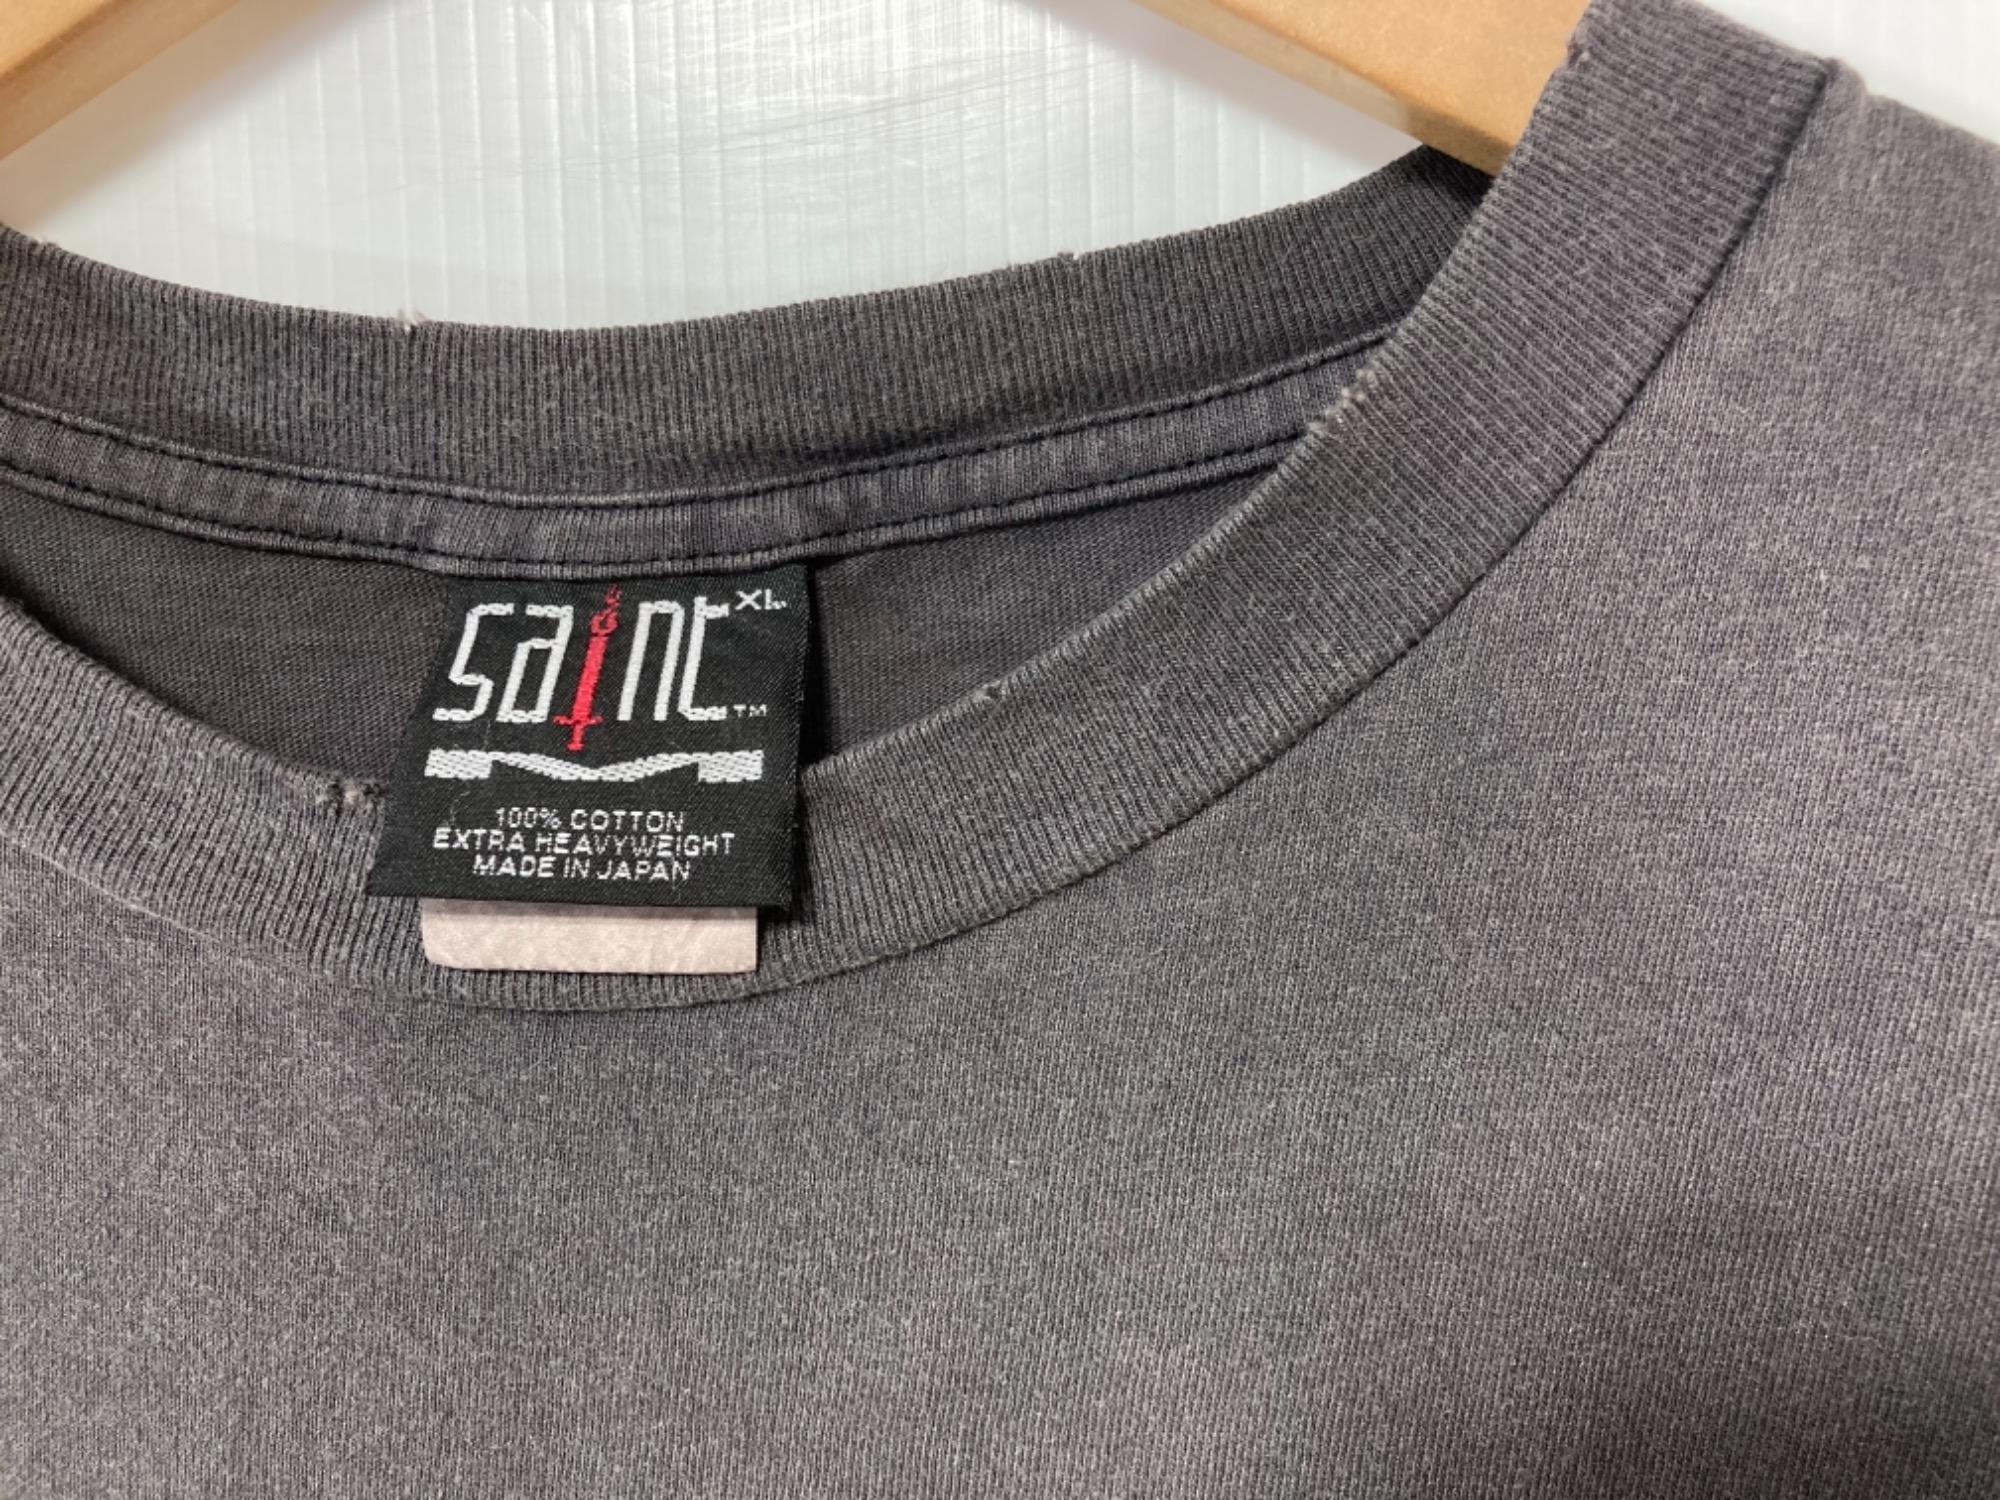 saint XL
TM
100% COTTON
EXTRA HEAVYWEIGHT
MADE IN JAPAN